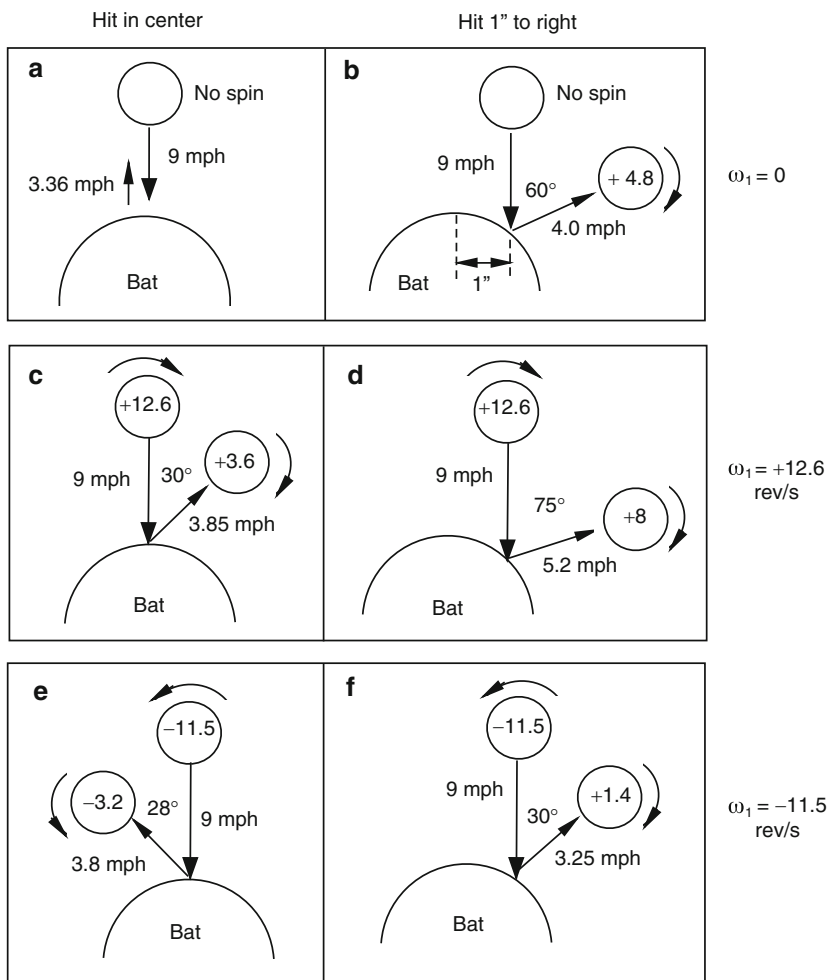 Hit in center
Hit 1” to right
a
No spin
9 mph
3.36 mph
Bat
b
No spin
9 mph
60°
+ 4.8
4.0 mph
Bat
1”
ω1 = 0
c
+12.6
9 mph
30°
+3.6
3.85 mph
Bat
d
+12.6
9 mph
75°
+8
5.2 mph
Bat
ω1 = +12.6
rev/s
e
−11.5
−3.2
28°
9 mph
3.8 mph
Bat
f
−11.5
9 mph
30°
+1.4
3.25 mph
Bat
ω1 = −11.5
rev/s